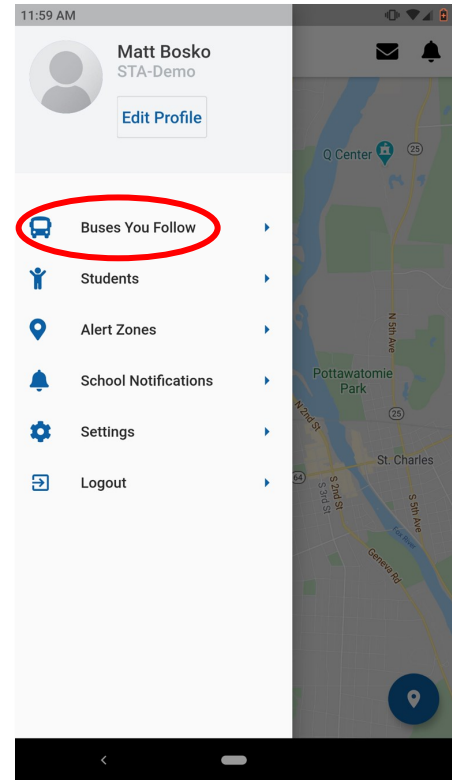 11:59 AM
Matt Bosko
STA-Demo
Edit Profile
Buses You Follow
Students
Alert Zones
School Notifications
Settings
Logout
Q Center
25
N 5th Ave
Pottawatomie
Park
N 2nd St
25
St. Charles
64
S 2nd St
S 3rd St
S 5th Ave
Fox River
Geneva Rd